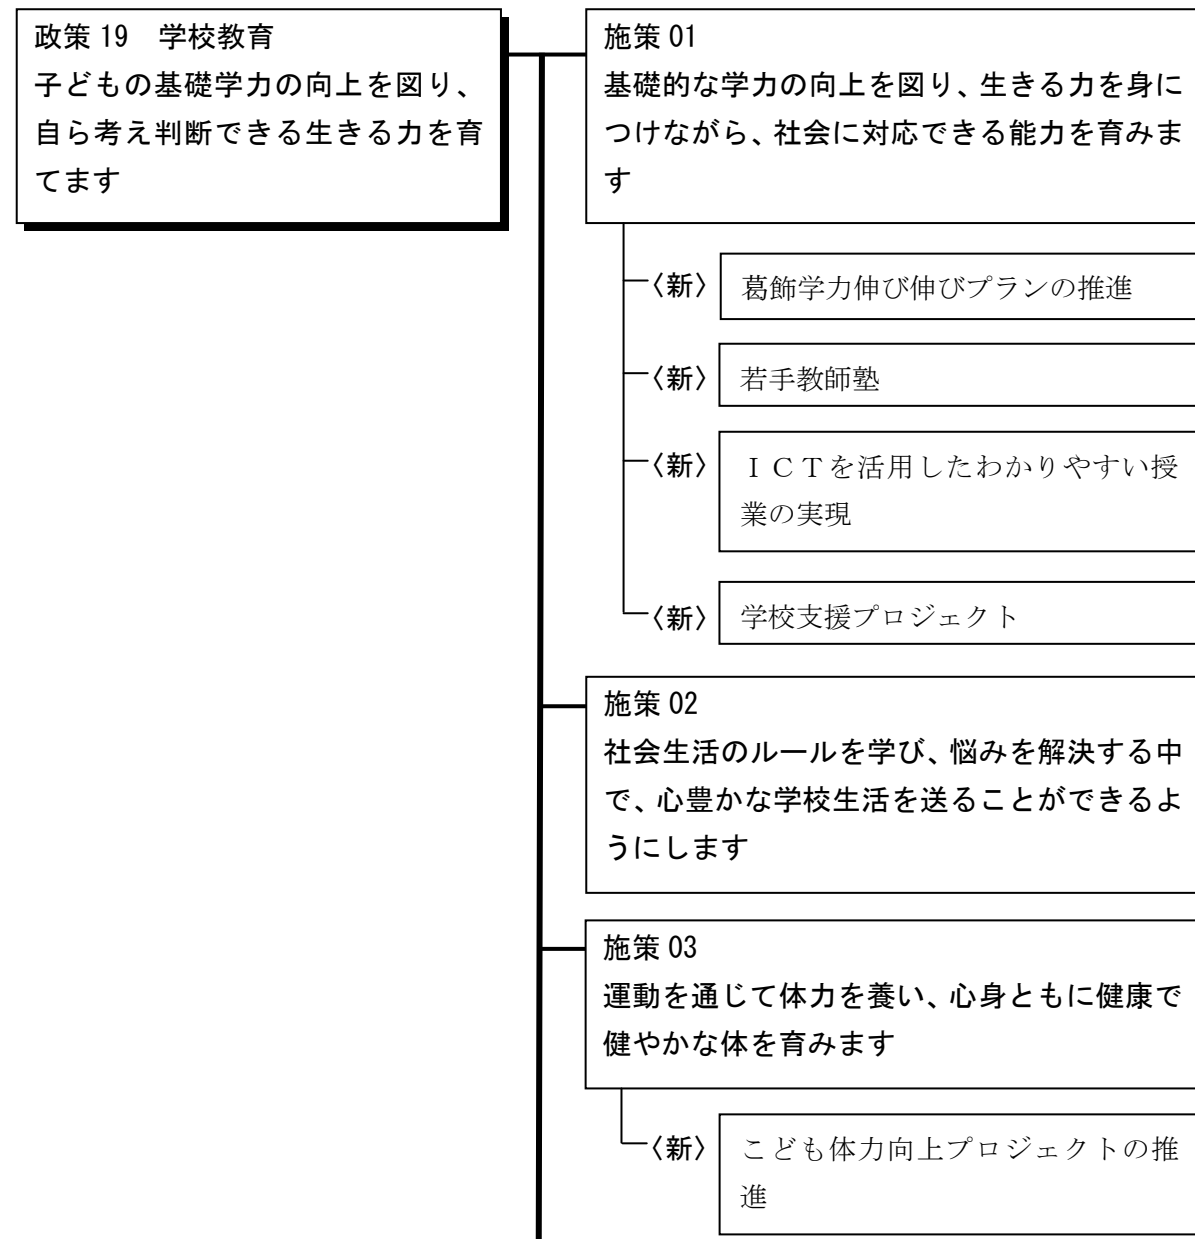 政策 19　学校教育
子どもの基礎学力の向上を図り、
自ら考え判断できる生きる力を育
てます
施策 01
基礎的な学力の向上を図り、生きる力を身に
つけながら、社会に対応できる能力を育みま
す
〈新〉 葛飾学力伸び伸びプランの推進
〈新〉 若手教師塾
〈新〉 ＩＣＴを活用したわかりやすい授
業の実現
〈新〉 学校支援プロジェクト
施策 02
社会生活のルールを学び、悩みを解決する中
で、心豊かな学校生活を送ることができるよ
うにします
施策 03
運動を通じて体力を養い、心身ともに健康で
健やかな体を育みます
〈新〉 こども体力向上プロジェクトの推
進